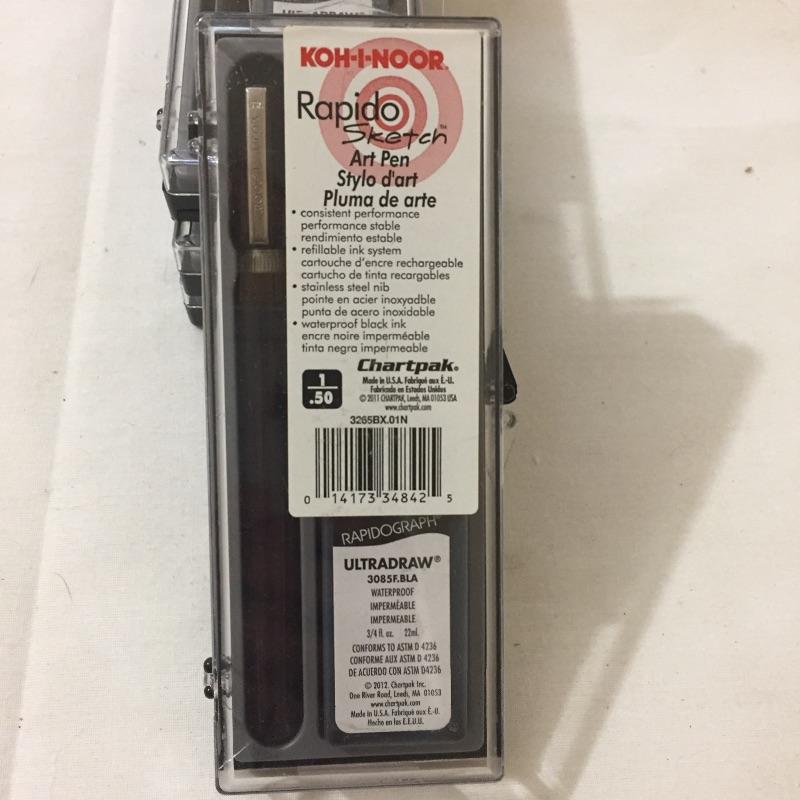 KOH-I-NOOR
Rapido
Sketch™
Art Pen
Stylo d'art
Pluma de arte
• consistent performance
performance stable
rendimiento estable
• refillable ink system
cartouche d'encre rechargeable
cartucho de tinta recargables
• stainless steel nib
pointe en acier inoxyadble
punta de acero inoxidable
• waterproof black ink
encre noire imperméable
tinta negra impermeable
Chartpak®
1
.50
Made in U.S.A. Fabriqué aux É.-U.
Fabricado en Estados Unidos
© 2011 CHARTPAK, Leeds, MA 01053 USA
www.chartpak.com
3265BX.01N
0 14173 34842 5
RAPIDOGRAPH®
ULTRADRAW®
3085F.BLA
WATERPROOF
IMPERMÉABLE
IMPERMEABLE
3/4 fl. oz. 22ml.
CONFORMS TO ASTM D 4236
CONFORME AUX ASTM D 4236
DE ACUERDO CON ASTM D4236
© 2012. Chartpak Inc.
One River Road, Leeds, MA 01053
www.chartpak.com
Made in U.S.A. Fabriqué aux É.-U.
Hecho en los E.E.U.U.